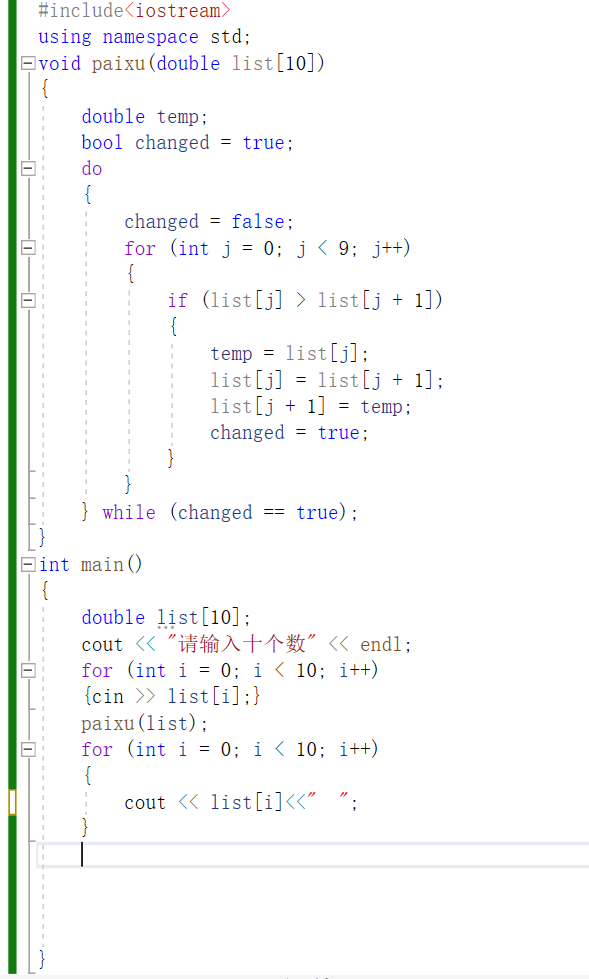 #include<iostream>
using namespace std;
void paixu(double list[10])
{
    double temp;
    bool changed = true;
    do
    {
        changed = false;
        for (int j = 0; j < 9; j++)
        {
            if (list[j] > list[j + 1])
            {
                temp = list[j];
                list[j] = list[j + 1];
                list[j + 1] = temp;
                changed = true;
            }
        }
    } while (changed == true);
}
int main()
{
    double list[10];
    cout << "请输入十个数" << endl;
    for (int i = 0; i < 10; i++)
    {cin >> list[i];}
    paixu(list);
    for (int i = 0; i < 10; i++)
    {
        cout << list[i]<<"  ";
    }
}